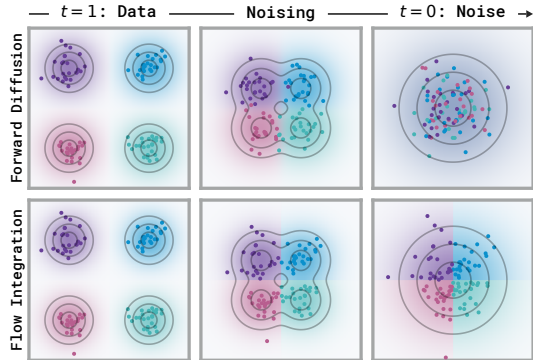 t = 1: Data Noising t = 0: Noise
Forward Diffusion
Flow Integration